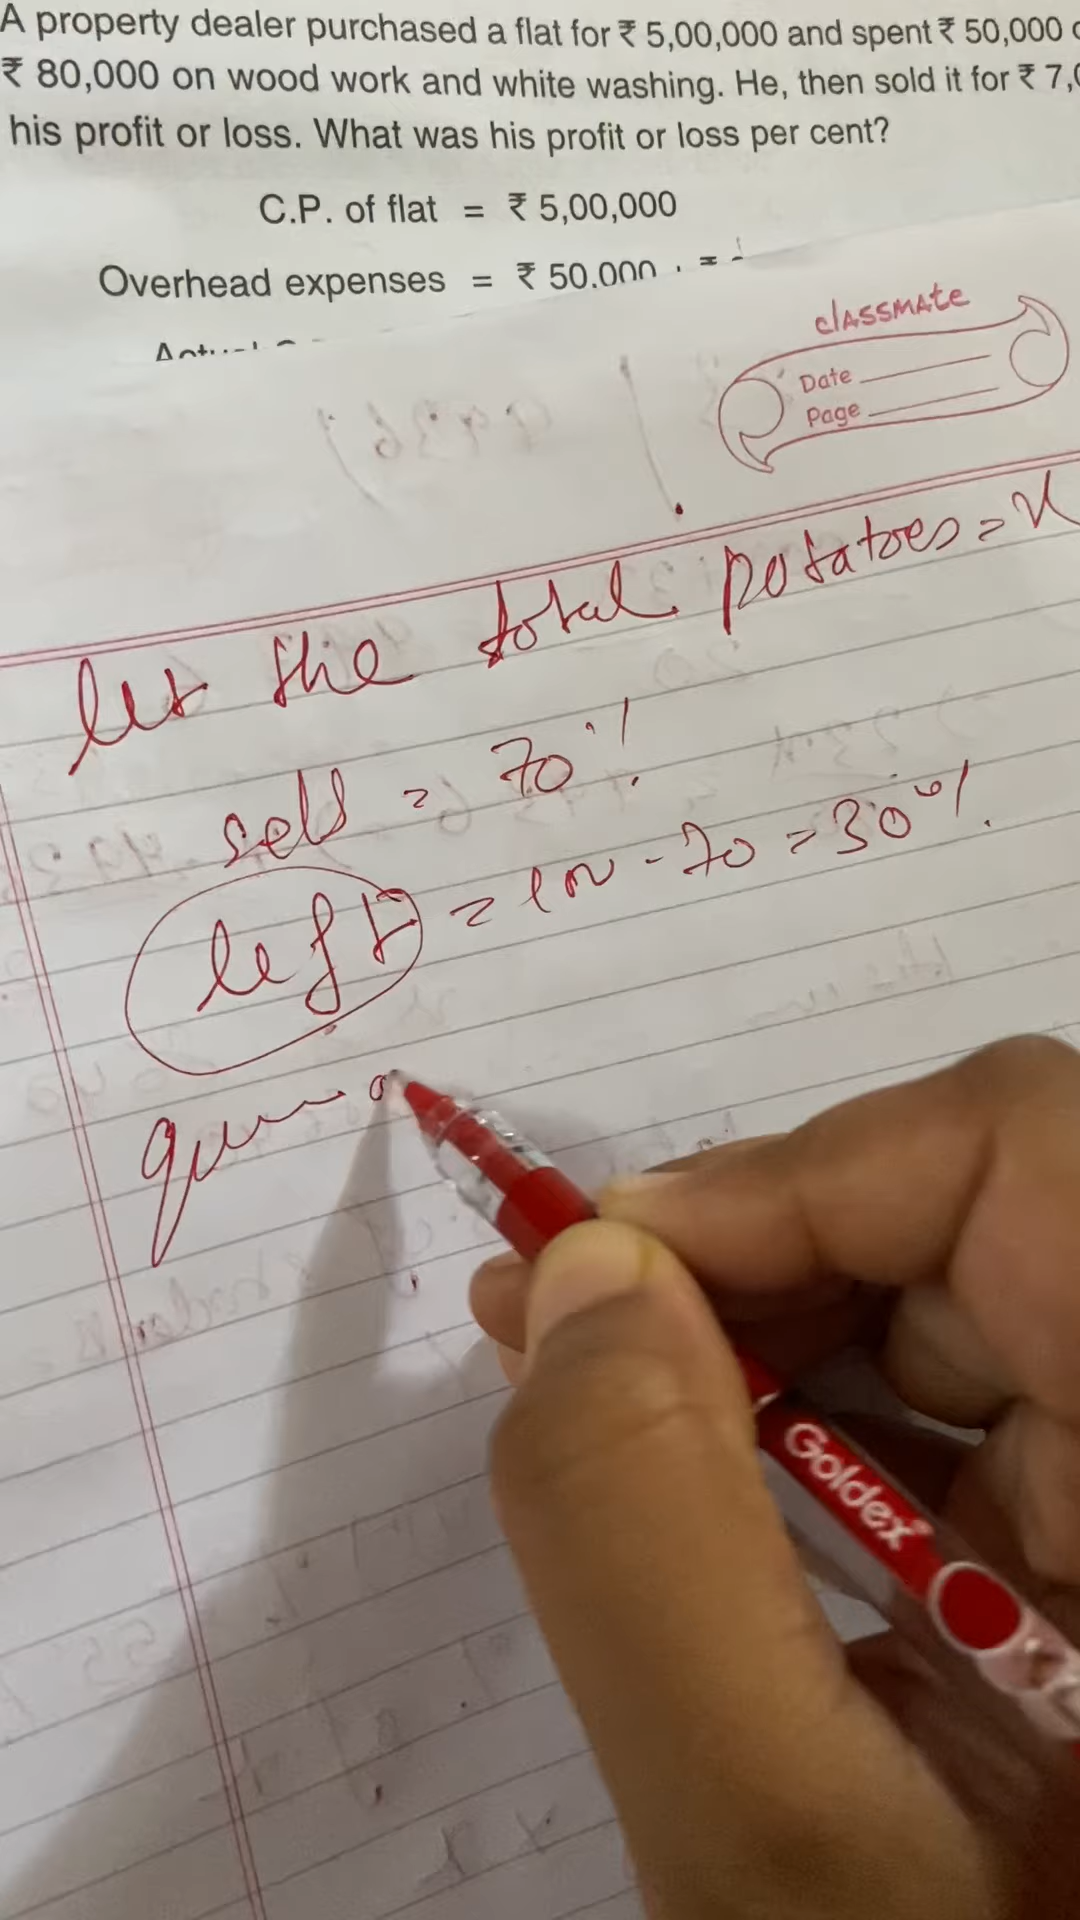 A property dealer purchased a flat for ₹ 5,00,000 and spent ₹ 50,000
₹ 80,000 on wood work and white washing. He, then sold it for ₹ 7,0
his profit or loss. What was his profit or loss per cent?
C.P. of flat = ₹ 5,00,000
Overhead expenses = ₹ 50,000
classmate
Date
Page
let the total potatoes = x
sells = 70%
left = 100 - 70 = 30%
Goldex